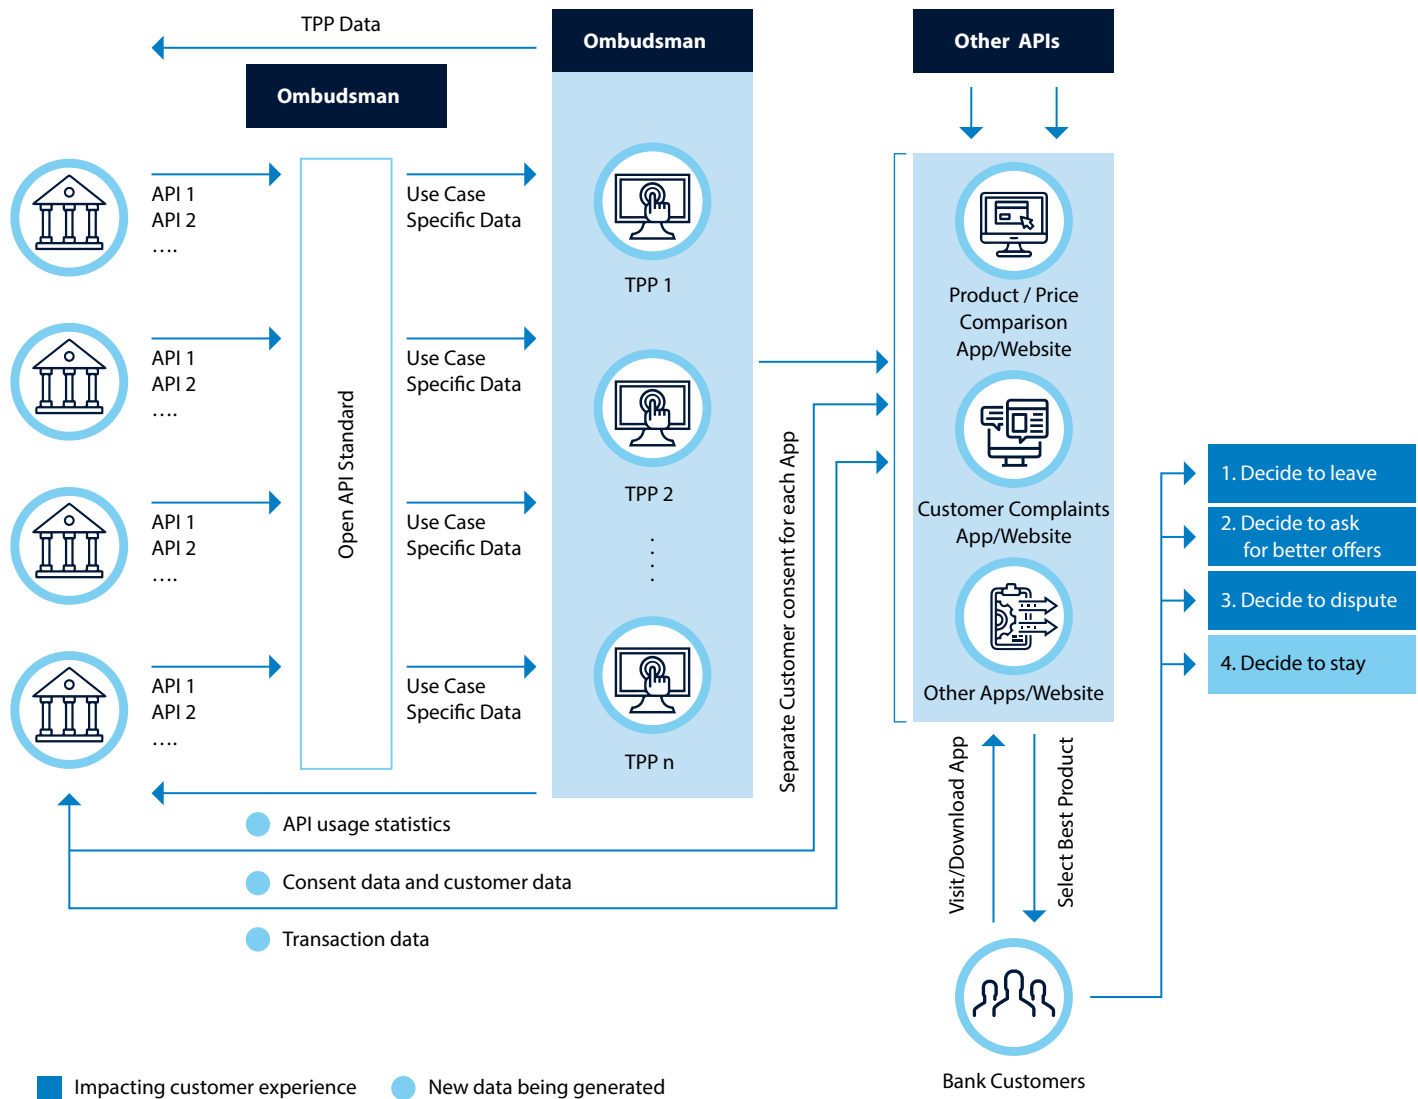 TPP Data
Ombudsman
Ombudsman
Other APIs
API 1
API 2
....
API 1
API 2
....
API 1
API 2
....
API 1
API 2
....
Open API Standard
Use Case
Specific Data
Use Case
Specific Data
Use Case
Specific Data
Use Case
Specific Data
TPP 1
TPP 2
. . . .
TPP n
Separate Customer consent for each App
Product / Price
Comparison
App/Website
Customer Complaints
App/Website
Other Apps/Website
1. Decide to leave
2. Decide to ask
for better offers
3. Decide to dispute
4. Decide to stay
API usage statistics
Consent data and customer data
Transaction data
Visit/Download App
Select Best Product
Bank Customers
Impacting customer experience
New data being generated